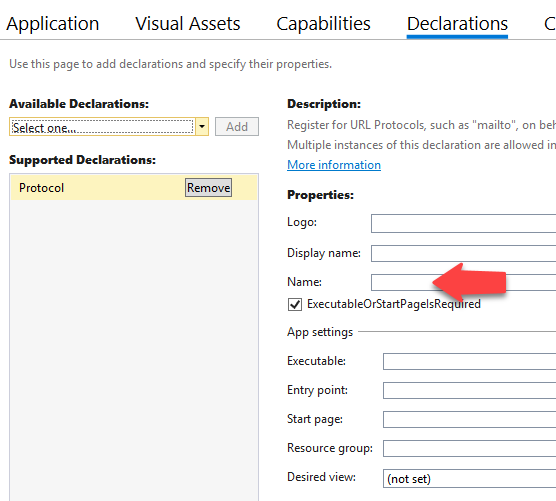 Application Visual Assets Capabilities Declarations C
Use this page to add declarations and specify their properties.
Available Declarations:
Select one...
Add
Supported Declarations:
Protocol
Remove
Description:
Register for URL Protocols, such as "mailto", on beh
Multiple instances of this declaration are allowed in
More information
Properties:
Logo:
Display name:
Name:
ExecutableOrStartPageIsRequired
App settings
Executable:
Entry point:
Start page:
Resource group:
Desired view: (not set)